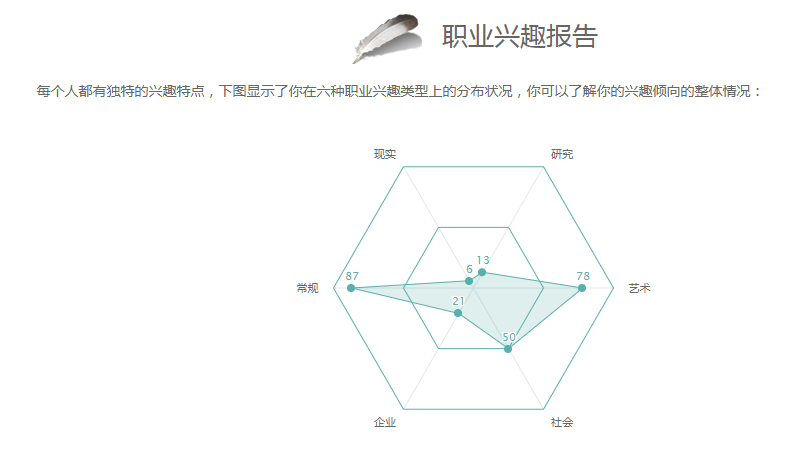 职业兴趣报告
每个人都有独特的兴趣特点，下图显示了你在六种职业兴趣类型上的分布状况，你可以了解你的兴趣倾向的整体情况：
现实
研究
13
6
87
78
常规
艺术
21
50
企业
社会